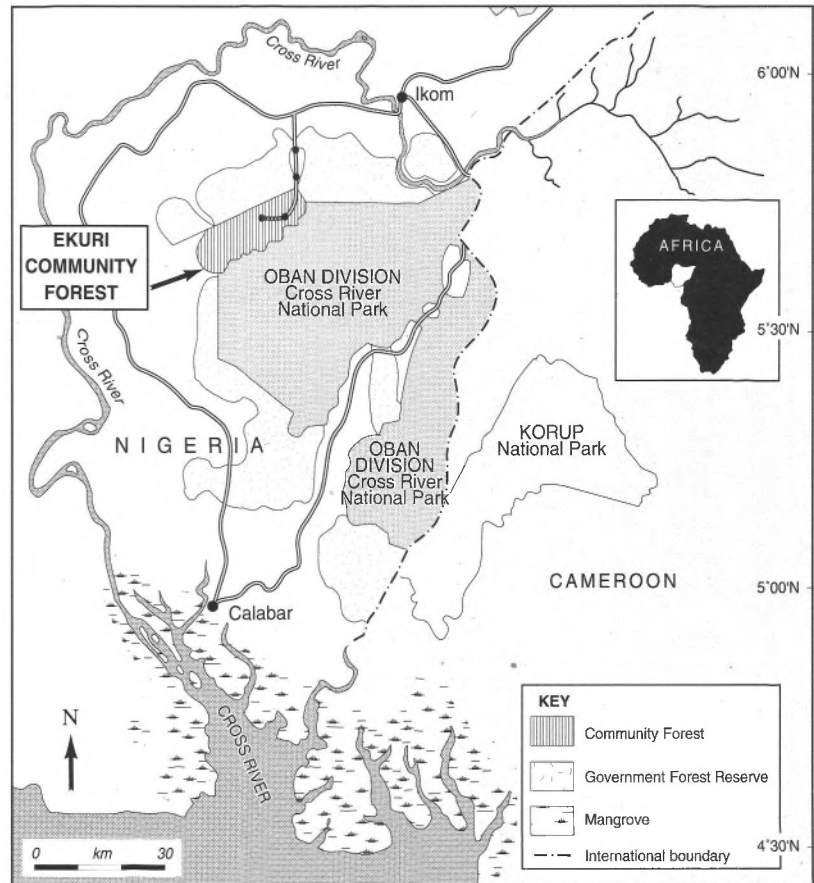 Cross River
Ikom
6°00'N
EKURI
COMMUNITY
FOREST
AFRICA
OBAN DIVISION
Cross River
National Park
5°30'N
Cross River
NIGERIA
KORUP
National Park
OBAN
DIVISION
Cross River
National Park
CAMEROON
5°00'N
Calabar
CROSS RIVER
N
0 km 30
KEY
Community Forest
Government Forest Reserve
Mangrove
International boundary
4°30'N